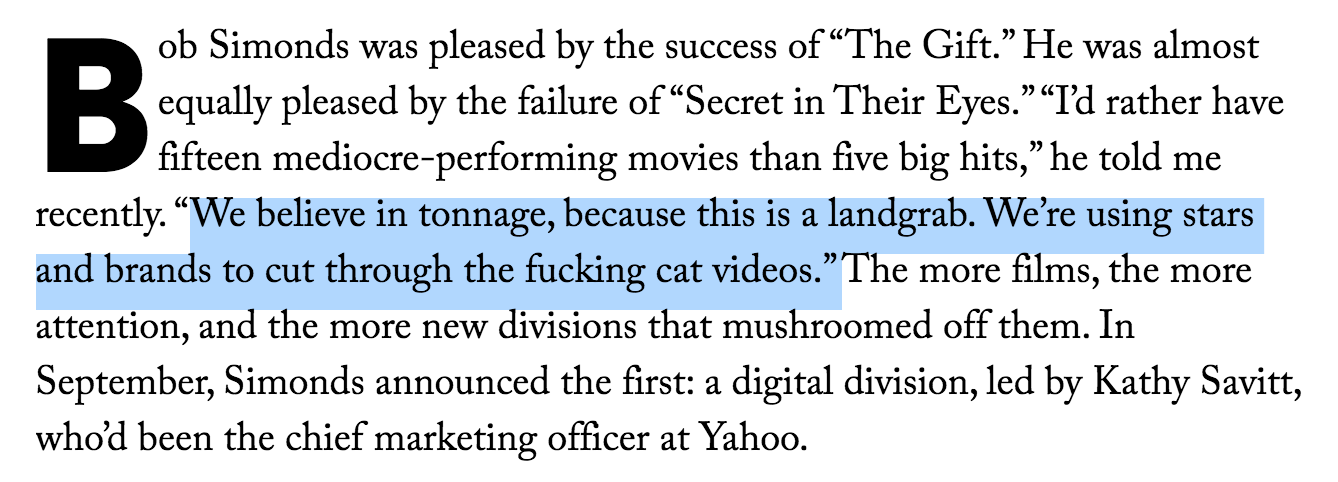 Bob Simonds was pleased by the success of “The Gift.” He was almost
equally pleased by the failure of “Secret in Their Eyes.” “I’d rather have
fifteen mediocre-performing movies than five big hits,” he told me
recently. “We believe in tonnage, because this is a landgrab. We’re using stars
and brands to cut through the fucking cat videos.” The more films, the more
attention, and the more new divisions that mushroomed off them. In
September, Simonds announced the first: a digital division, led by Kathy Savitt,
who’d been the chief marketing officer at Yahoo.